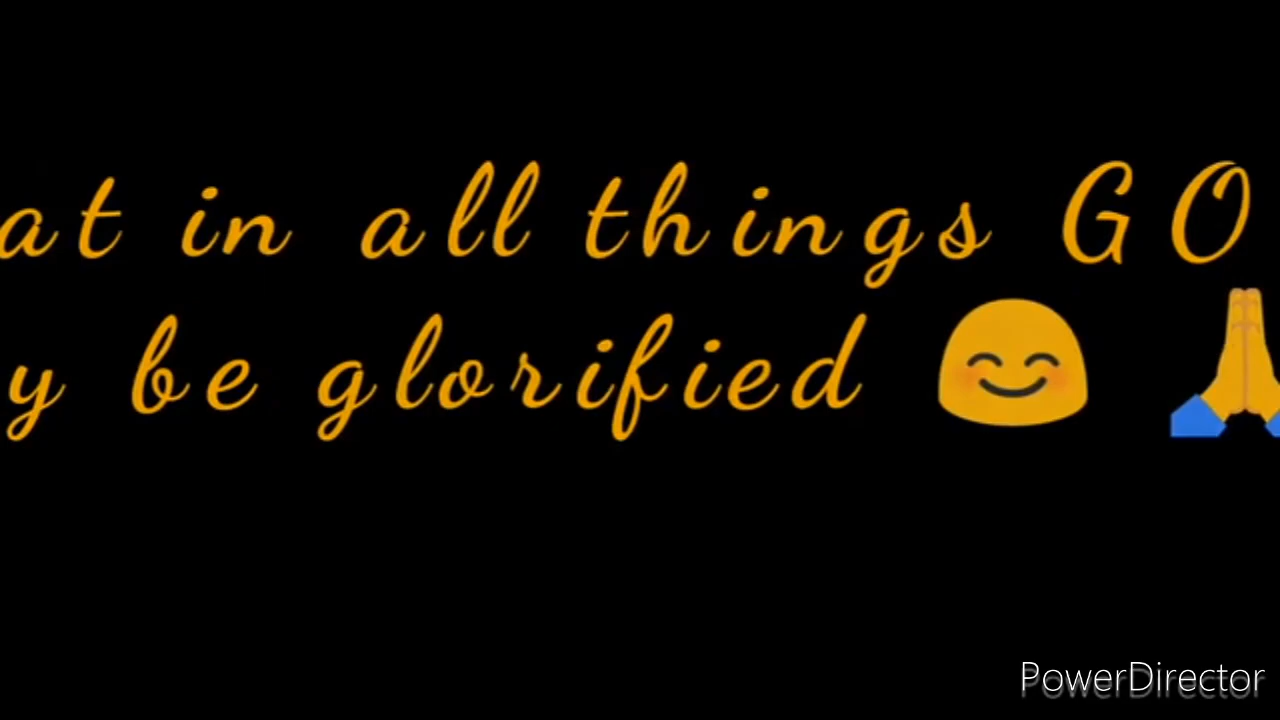 at in all things GO
y be glorified 😊 🙏
PowerDirector